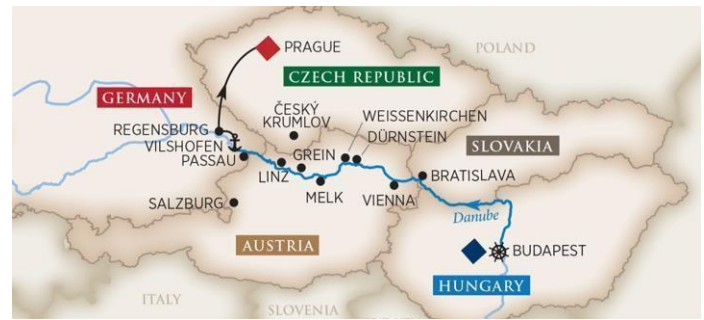 PRAGUE
POLAND
CZECH REPUBLIC
GERMANY
ČESKÝ
KRUMLOV
WEISSENKIRCHEN
DÜRNSTEIN
REGENSBURG
VILSHOFEN
PASSAU
GREIN
SLOVAKIA
LINZ
MELK
BRATISLAVA
VIENNA
SALZBURG
Danube
AUSTRIA
BUDAPEST
HUNGARY
ITALY
SLOVENIA